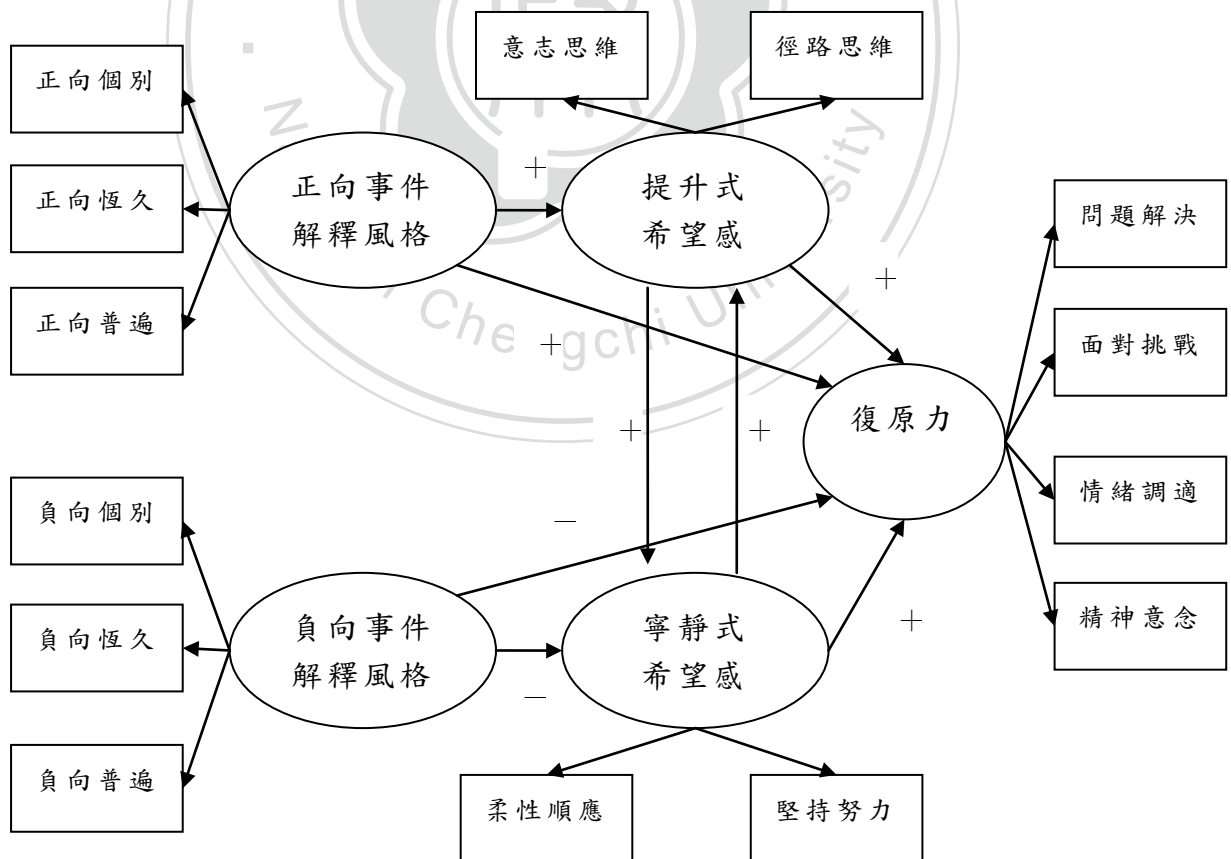 意志思維
徑路思維
正向個別
正向恆久
正向普遍
正向事件
解釋風格
+
提升式
希望感
+
+
+
+
復原力
問題解決
面對挑戰
情緒調適
精神意念
負向個別
負向恆久
負向普遍
負向事件
解釋風格
－
－
寧靜式
希望感
+
柔性順應
堅持努力
N
Che gchi Uni
sity